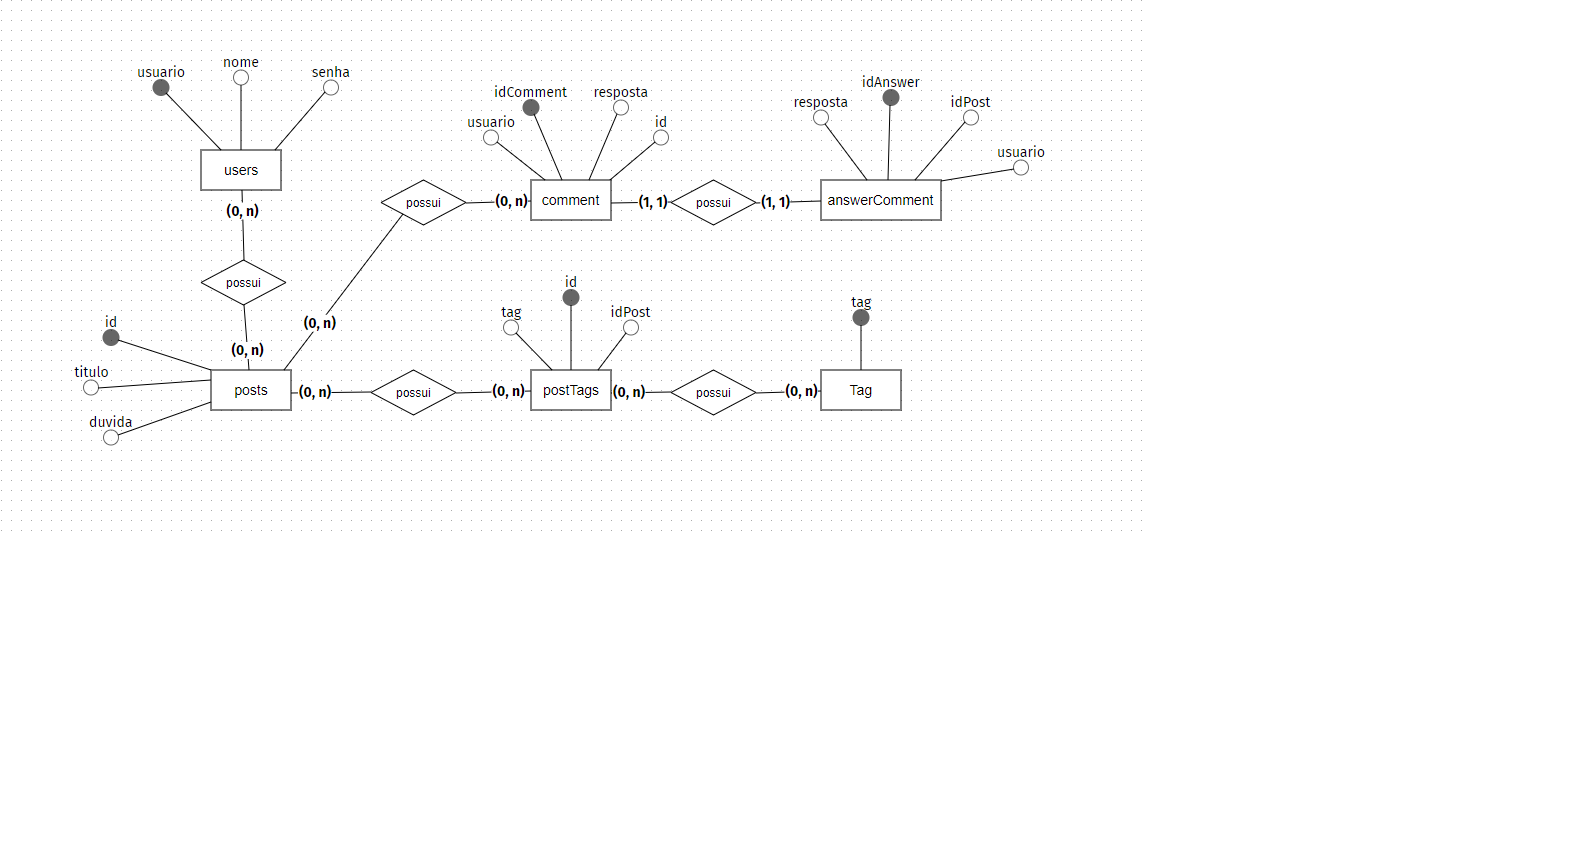 usuario
nome
senha
users
(0, n)
possui
(0, n)
id
titulo
duvida
posts
(0, n)
possui
(0, n)
usuario
idComment
resposta
id
comment
(1, 1)
possui
(1, 1)
resposta
idAnswer
idPost
usuario
answerComment
(0, n)
possui
(0, n)
tag
id
idPost
postTags
(0, n)
possui
(0, n)
tag
Tag